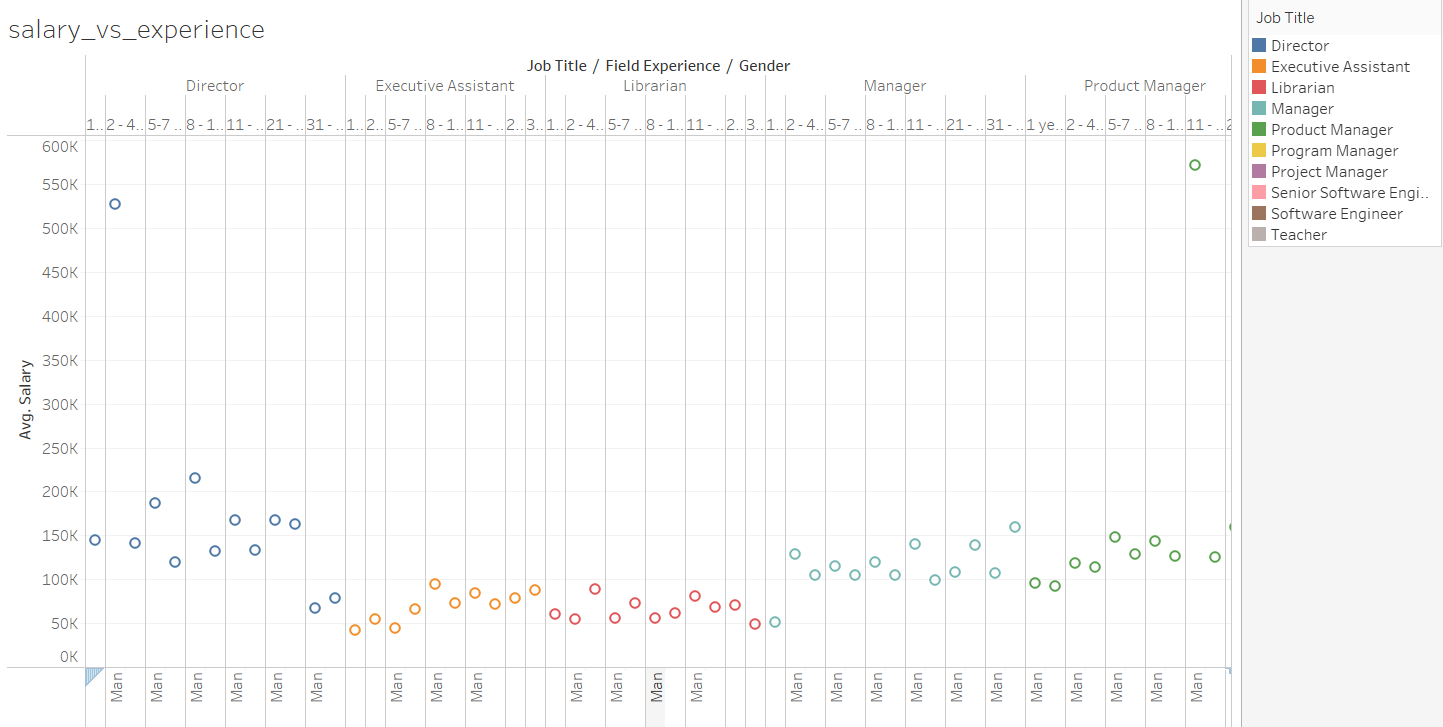 salary_vs_experience
Job Title / Field Experience / Gender
Director Executive Assistant Librarian Manager Product Manager
1.. 2 - 4.. 5-7 .. 8 - 1.. 11 - .. 21 - .. 31 - .. 1.. 2.. 5-7 .. 8 - 1.. 11 - .. 2.. 3.. 1.. 2 - 4.. 5-7 .. 8 - 1.. 11 - .. 2.. 3.. 1.. 2 - 4.. 5-7 .. 8 - 1.. 11 - .. 21 - .. 31 - .. 1 ye.. 2 - 4.. 5-7 .. 8 - 1.. 11 - .. 2
600K
550K
500K
450K
400K
350K
300K
250K
200K
150K
100K
50K
0K
Avg. Salary
Man Man Man Man Man Man Man Man Man Man Man Man Man Man Man Man Man Man Man Man Man Man Man Man
Job Title
Director
Executive Assistant
Librarian
Manager
Product Manager
Program Manager
Project Manager
Senior Software Engi..
Software Engineer
Teacher